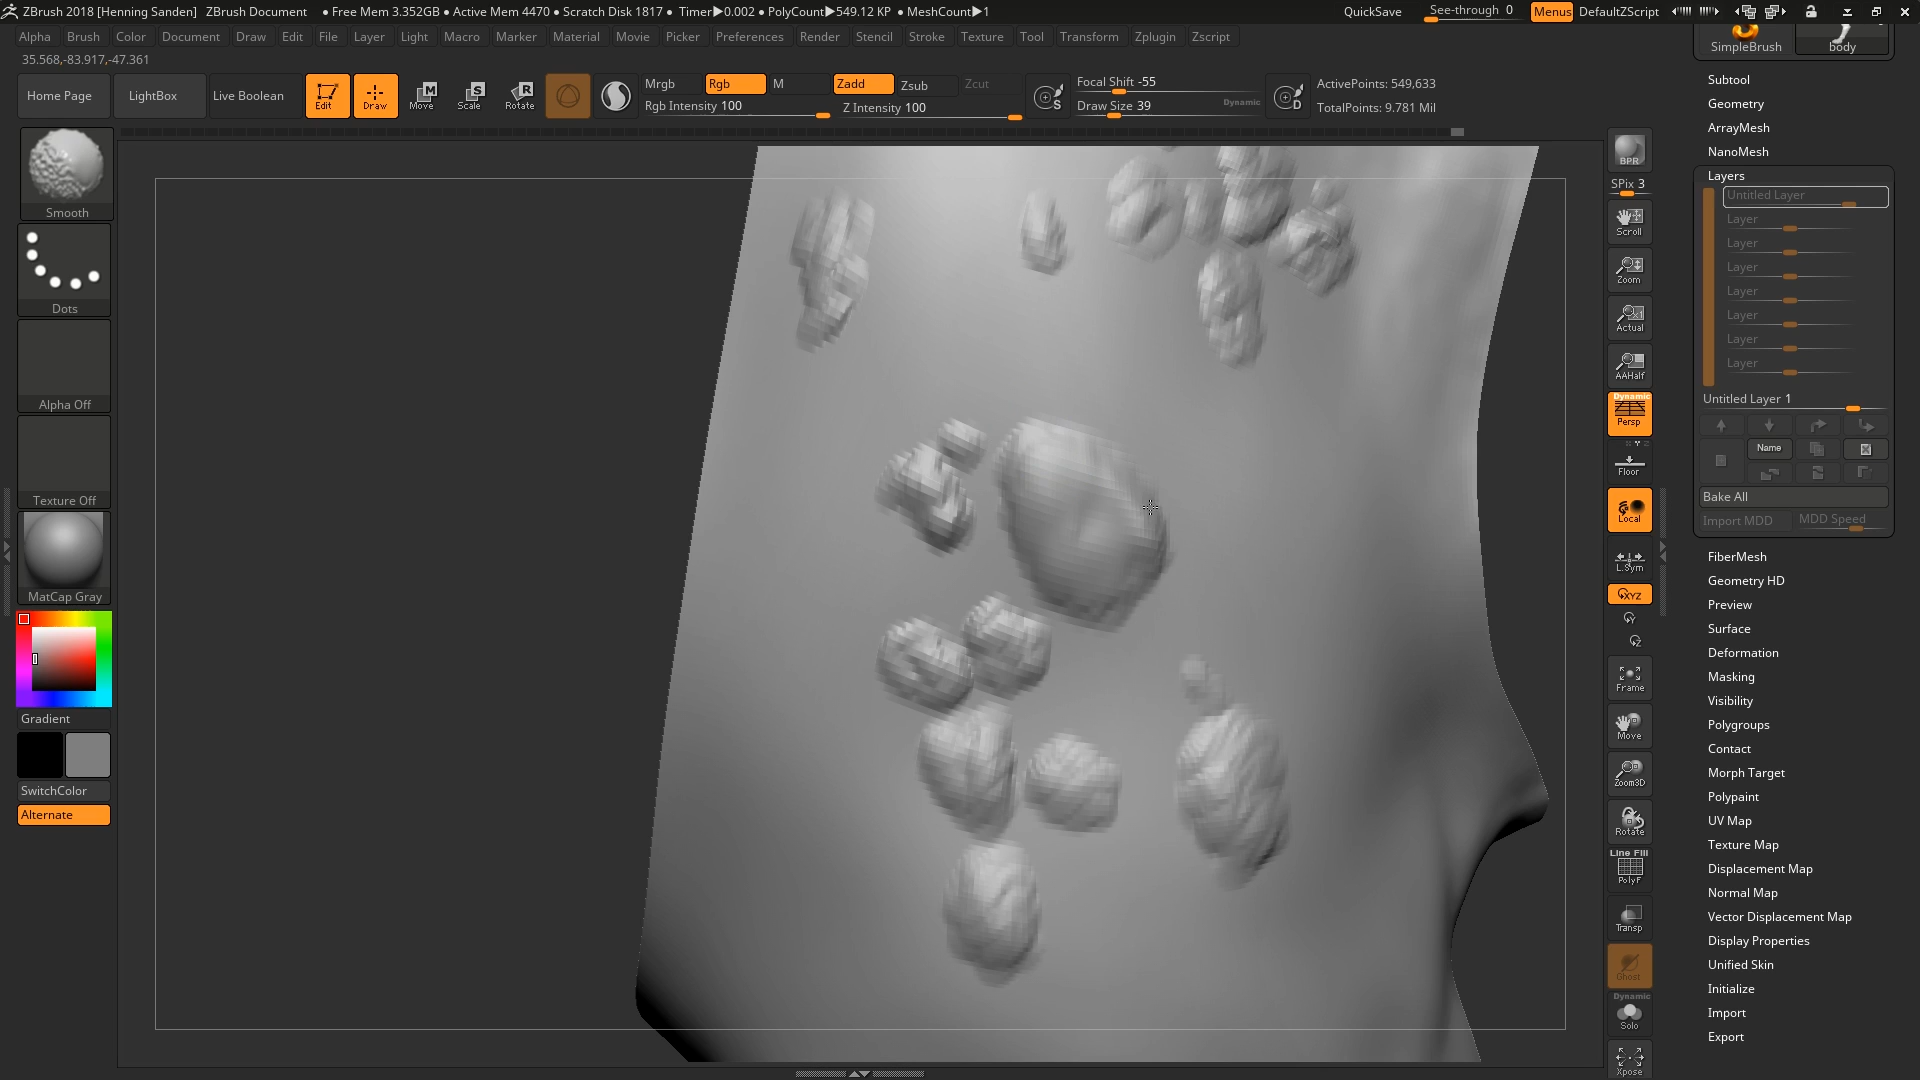 ZBrush 2018 [Henning Sanden] ZBrush Document • Free Mem 3.352GB • Active Mem 4470 • Scratch Disk 1817 • Timer▶0.002 • PolyCount▶549.12 KP • MeshCount▶1 QuickSave See-through 0 Menus DefaultZScript
Alpha Brush Color Document Draw Edit File Layer Light Macro Marker Material Movie Picker Preferences Render Stencil Stroke Texture Tool Transform Zplugin Zscript
35.568,-83.917,-47.361
Home Page LightBox Live Boolean Edit Draw Move Scale Rotate
Mrgb Rgb M Zadd Zsub Zcut
Rgb Intensity 100 Z Intensity 100
Focal Shift -55
Draw Size 39 Dynamic
ActivePoints: 549,633
TotalPoints: 9.781 Mil
Smooth
Dots
Alpha Off
Texture Off
MatCap Gray
Gradient
SwitchColor
Alternate
BPR
SPix 3
Scroll
Zoom
Actual
AAHalf
Dynamic
Persp
Floor
Local
L.Sym
XYZ
Frame
Move
Zoom3D
Rotate
Line Fill
PolyF
Transp
Ghost
Dynamic
Solo
Xpose
SimpleBrush body
Subtool
Geometry
ArrayMesh
NanoMesh
Layers
Untitled Layer
Layer
Layer
Layer
Layer
Layer
Layer
Layer
Untitled Layer 1
Name
Bake All
Import MDD MDD Speed
FiberMesh
Geometry HD
Preview
Surface
Deformation
Masking
Visibility
Polygroups
Contact
Morph Target
Polypaint
UV Map
Texture Map
Displacement Map
Normal Map
Vector Displacement Map
Display Properties
Unified Skin
Initialize
Import
Export